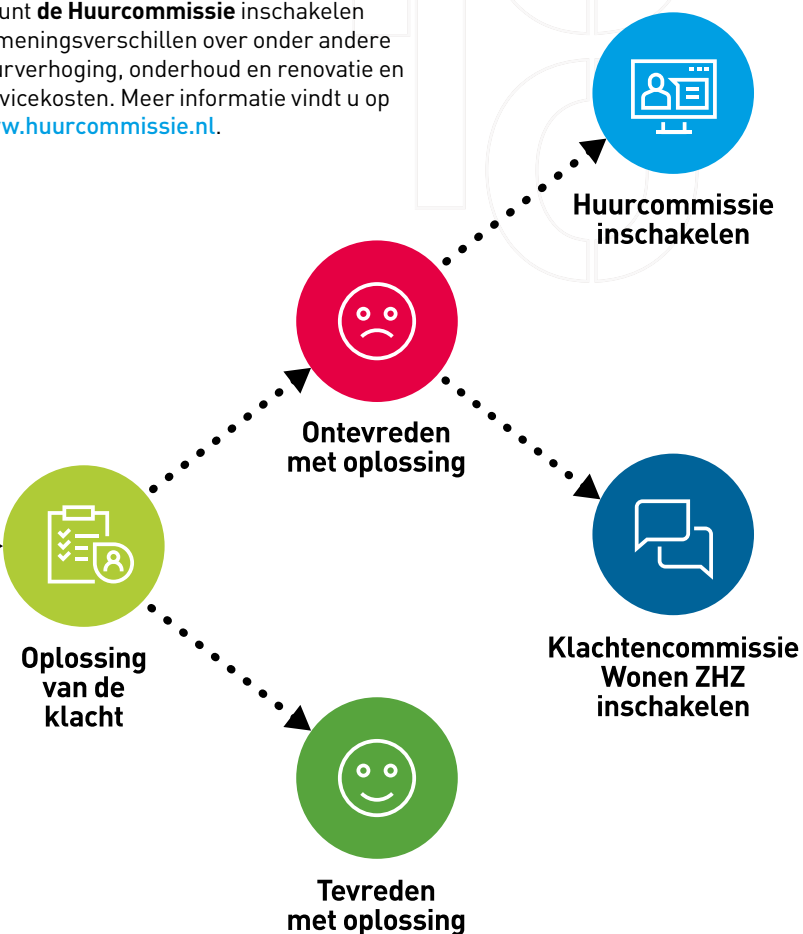 unt de Huurcommissie inschakelen
meningsverschillen over onder andere
urverhoging, onderhoud en renovatie en
vicekosten. Meer informatie vindt u op
w.huurcommissie.nl.
Huurcommissie
inschakelen
Ontevreden
met oplossing
Oplossing
van de
klacht
Klachtencommissie
Wonen ZHZ
inschakelen
Tevreden
met oplossing